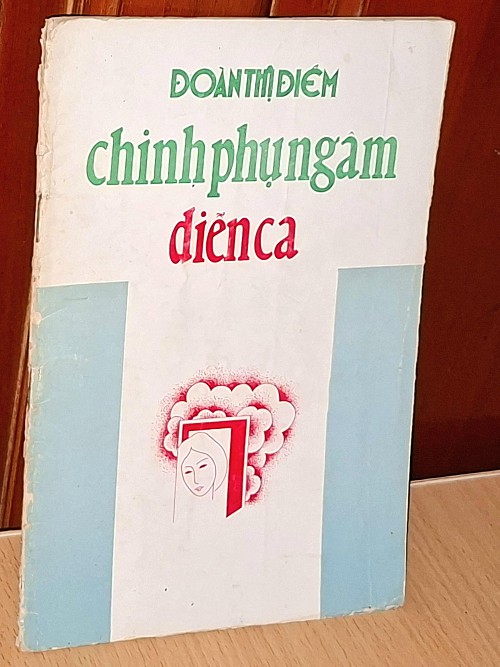 ĐOÀN THỊ ĐIỂM
chinh phụ ngâm
diễn ca